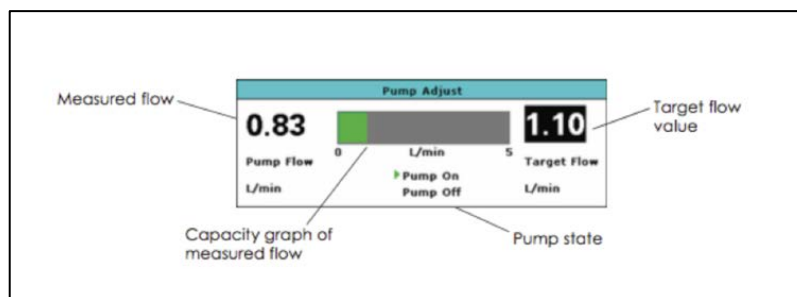 Pump Adjust
Measured flow
0.83
1.10
Target flow
value
0 L/min 5
Pump Flow
Target Flow
L/min
Pump On
Pump Off
L/min
Capacity graph of
measured flow
Pump state